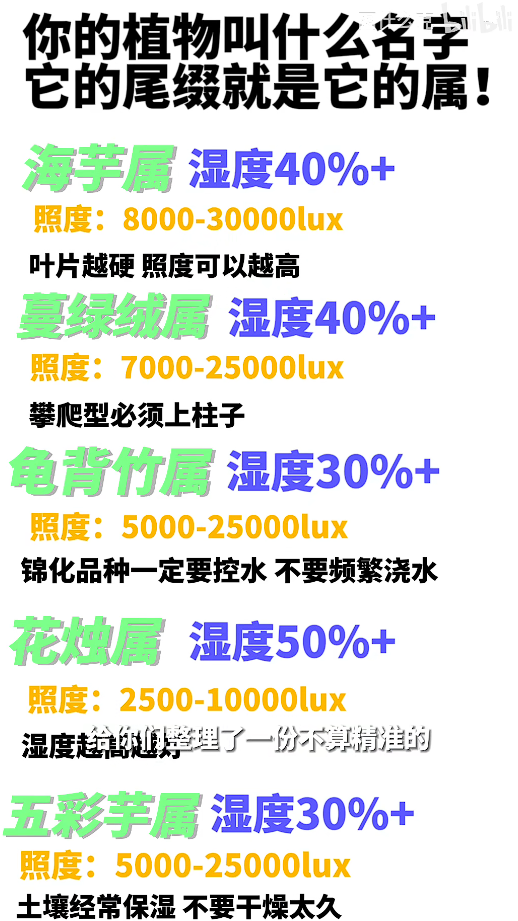 你的植物叫什么名字
它的尾缀就是它的属！
海芋属 湿度40%+
照度：8000-30000lux
叶片越硬 照度可以越高
蔓绿绒属 湿度40%+
照度：7000-25000lux
攀爬型必须上柱子
龟背竹属 湿度30%+
照度：5000-25000lux
锦化品种一定要控水 不要频繁浇水
花烛属 湿度50%+
照度：2500-10000lux
湿度越高越好
给你们整理了一份不算精准的
五彩芋属 湿度30%+
照度：5000-25000lux
土壤经常保湿 不要干燥太久